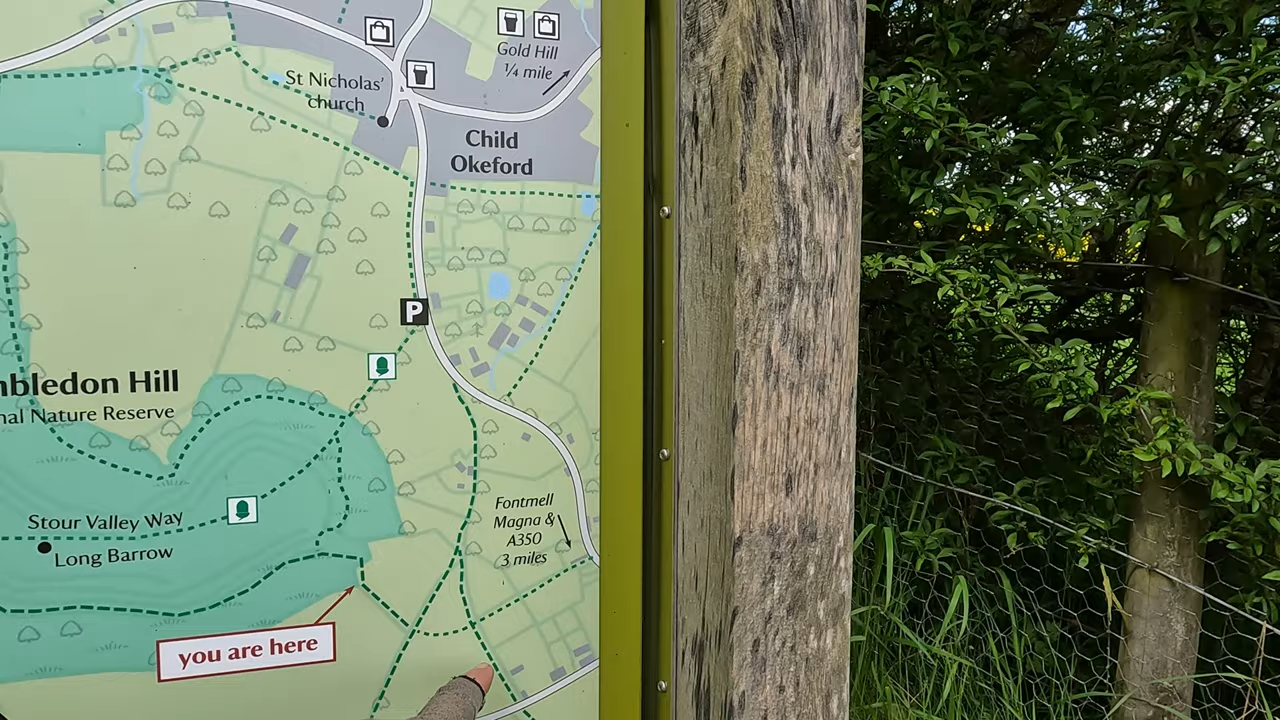 Gold Hill
¼ mile
St Nicholas'
church
Child
Okeford
P
mbledon Hill
nal Nature Reserve
Stour Valley Way
Long Barrow
Fontmell
Magna &
A350
3 miles
you are here